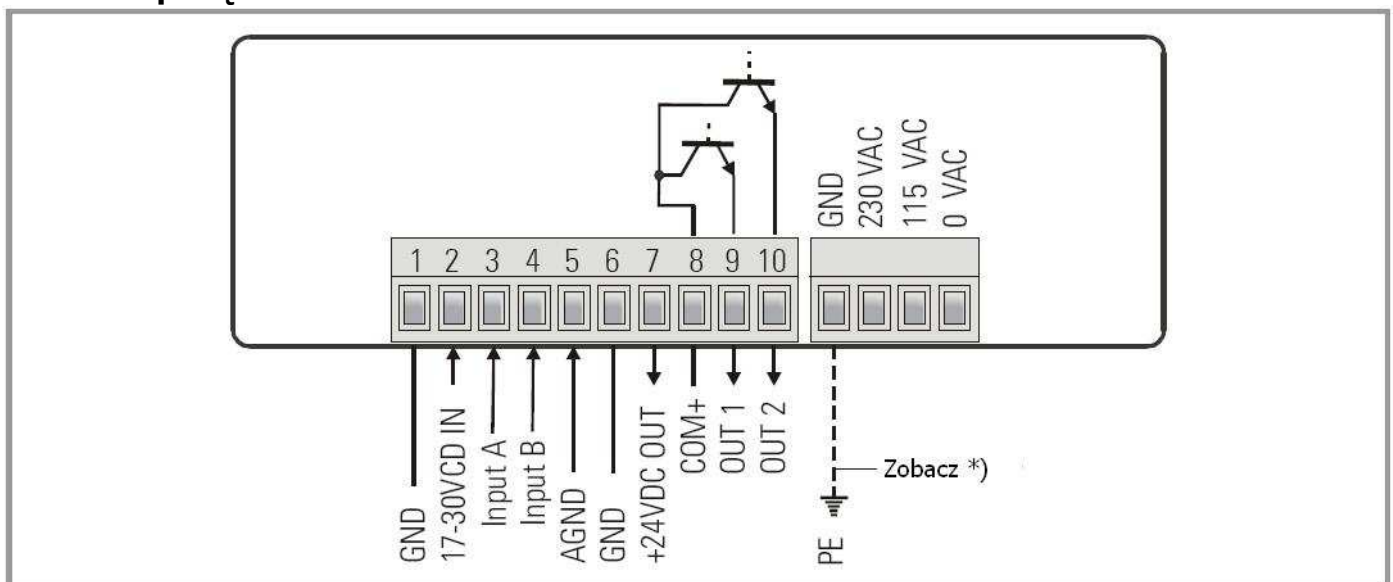 GND
230 VAC
115 VAC
0 VAC
1 2 3 4 5 6 7 8 9 10
GND
17-30VCD IN
Input A
Input B
AGND
GND
+24VDC OUT
COM+
OUT 1
OUT 2
PE
Zobacz *)